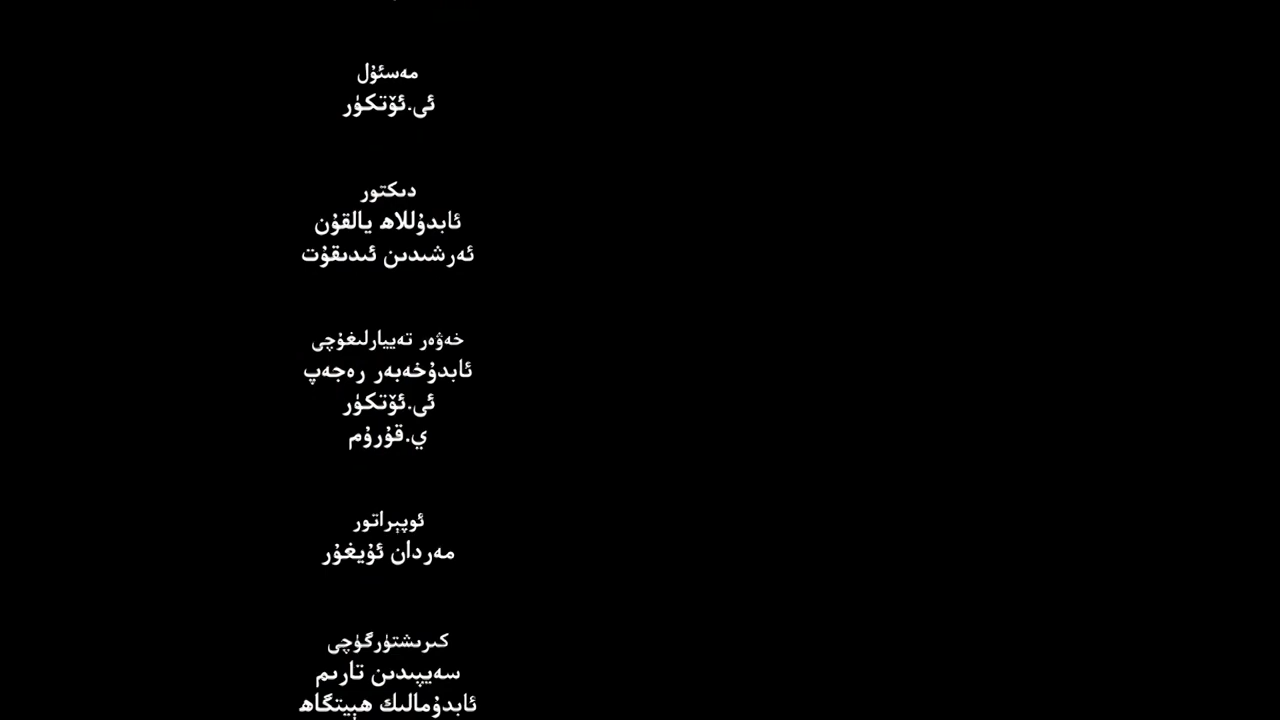 مەسئۇل
ئى.ئۆتكۈر
دىكتور
ئابدۇللاھ يالقۇن
ئەرشىدىن ئىدىقۇت
خەۋەر تەييارلىغۇچى
ئابدۇخەبەر رەجەپ
ئى.ئۆتكۈر
ي.قۇرۇم
ئوپېراتور
مەردان ئۇيغۇر
كىرىشتۈرگۈچى
سەيپىدىن تارىم
ئابدۇمالىك ھېيتگاھ